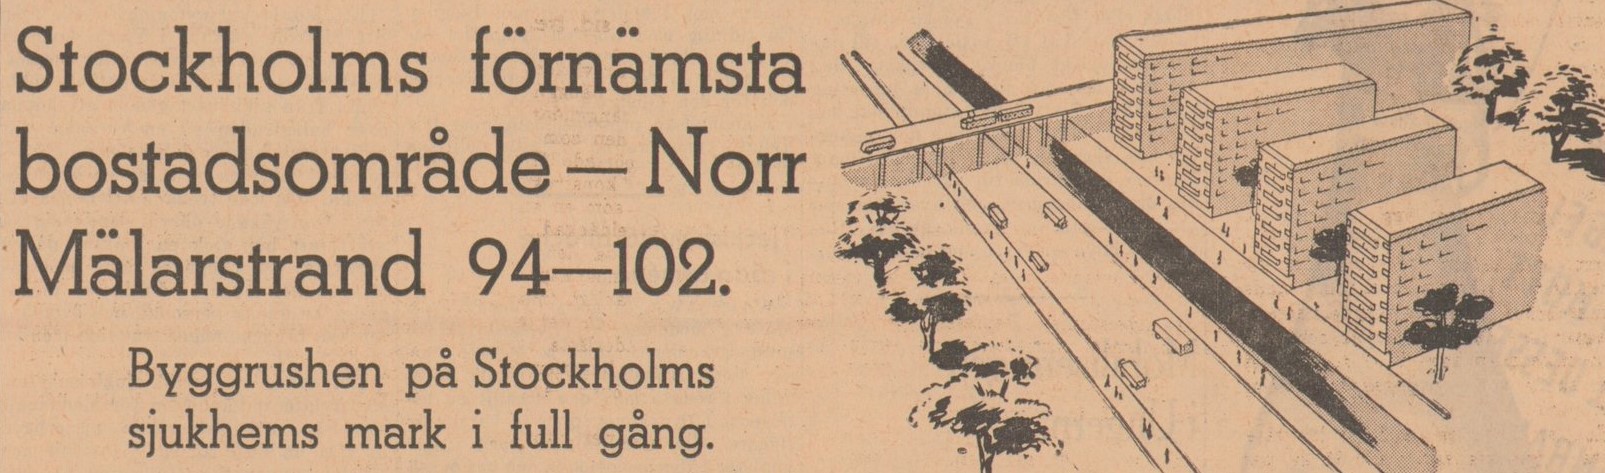 Stockholms förnämsta
bostadsområde — Norr
Mälarstrand 94—102.
Byggrushen på Stockholms
sjukhems mark i full gång.